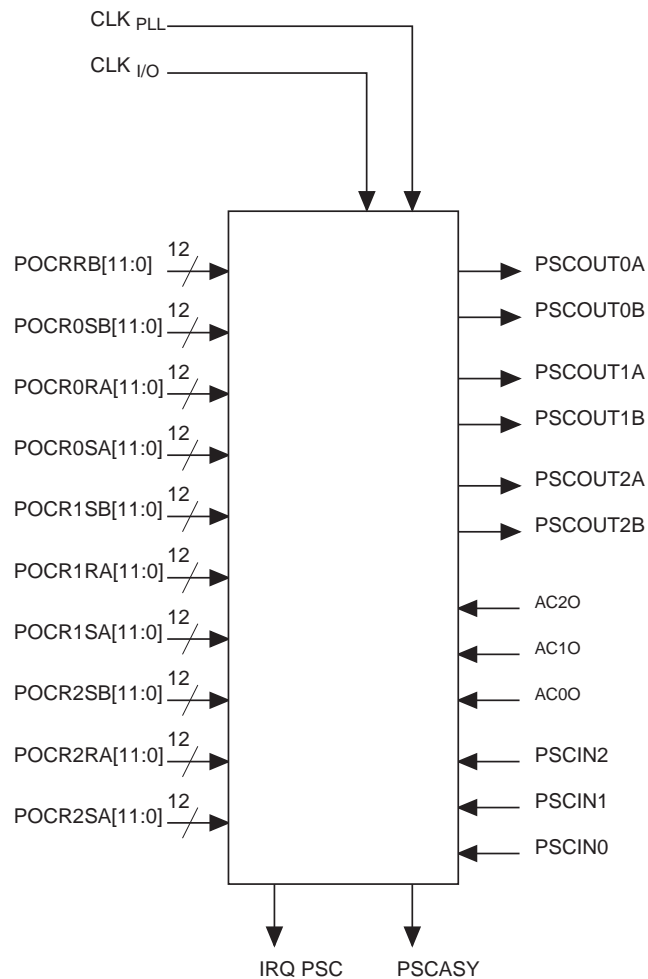 CLK PLL
CLK I/O
POCRRB[11:0] 12
POCR0SB[11:0] 12
POCR0RA[11:0] 12
POCR0SA[11:0] 12
POCR1SB[11:0] 12
POCR1RA[11:0] 12
POCR1SA[11:0] 12
POCR2SB[11:0] 12
POCR2RA[11:0] 12
POCR2SA[11:0] 12
PSCOUT0A
PSCOUT0B
PSCOUT1A
PSCOUT1B
PSCOUT2A
PSCOUT2B
AC2O
AC1O
AC0O
PSCIN2
PSCIN1
PSCIN0
IRQ PSC
PSCASY